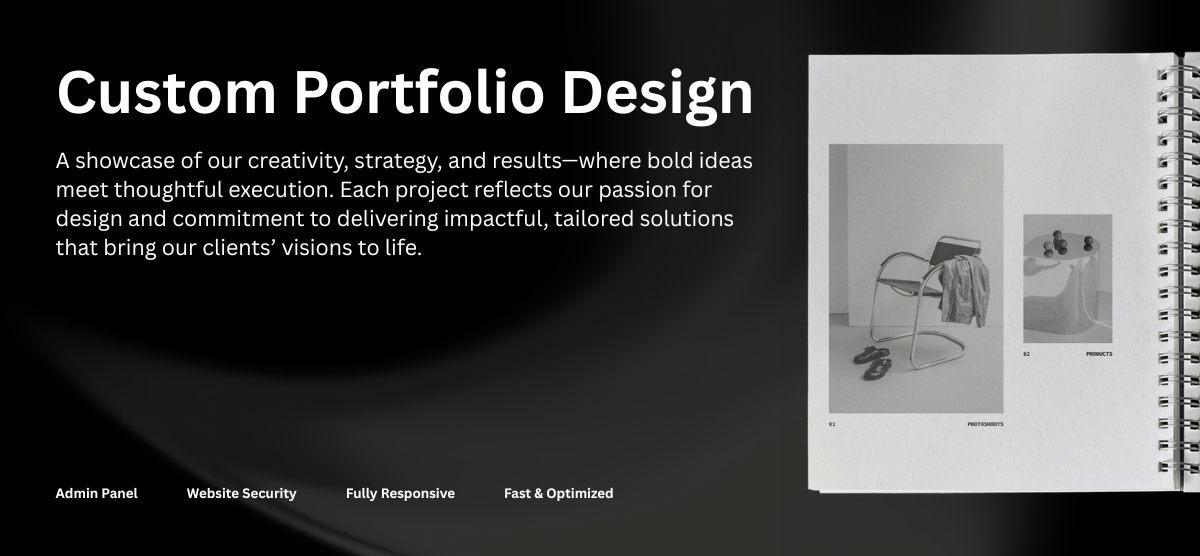 Custom Portfolio Design
A showcase of our creativity, strategy, and results—where bold ideas
meet thoughtful execution. Each project reflects our passion for
design and commitment to delivering impactful, tailored solutions
that bring our clients’ visions to life.
01 PHOTOSHOOTS
02 PRODUCTS
Admin Panel Website Security Fully Responsive Fast & Optimized